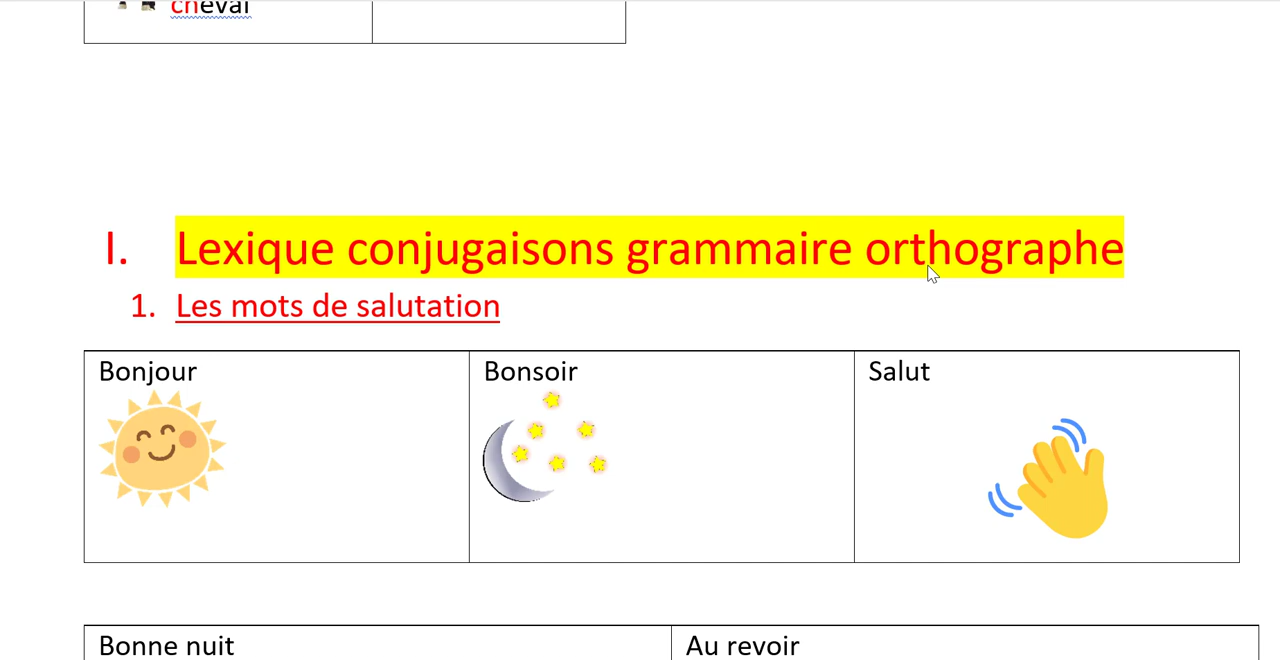 cheval
I. Lexique conjugaisons grammaire orthographe
1. Les mots de salutation
Bonjour
Bonsoir
Salut
Bonne nuit
Au revoir